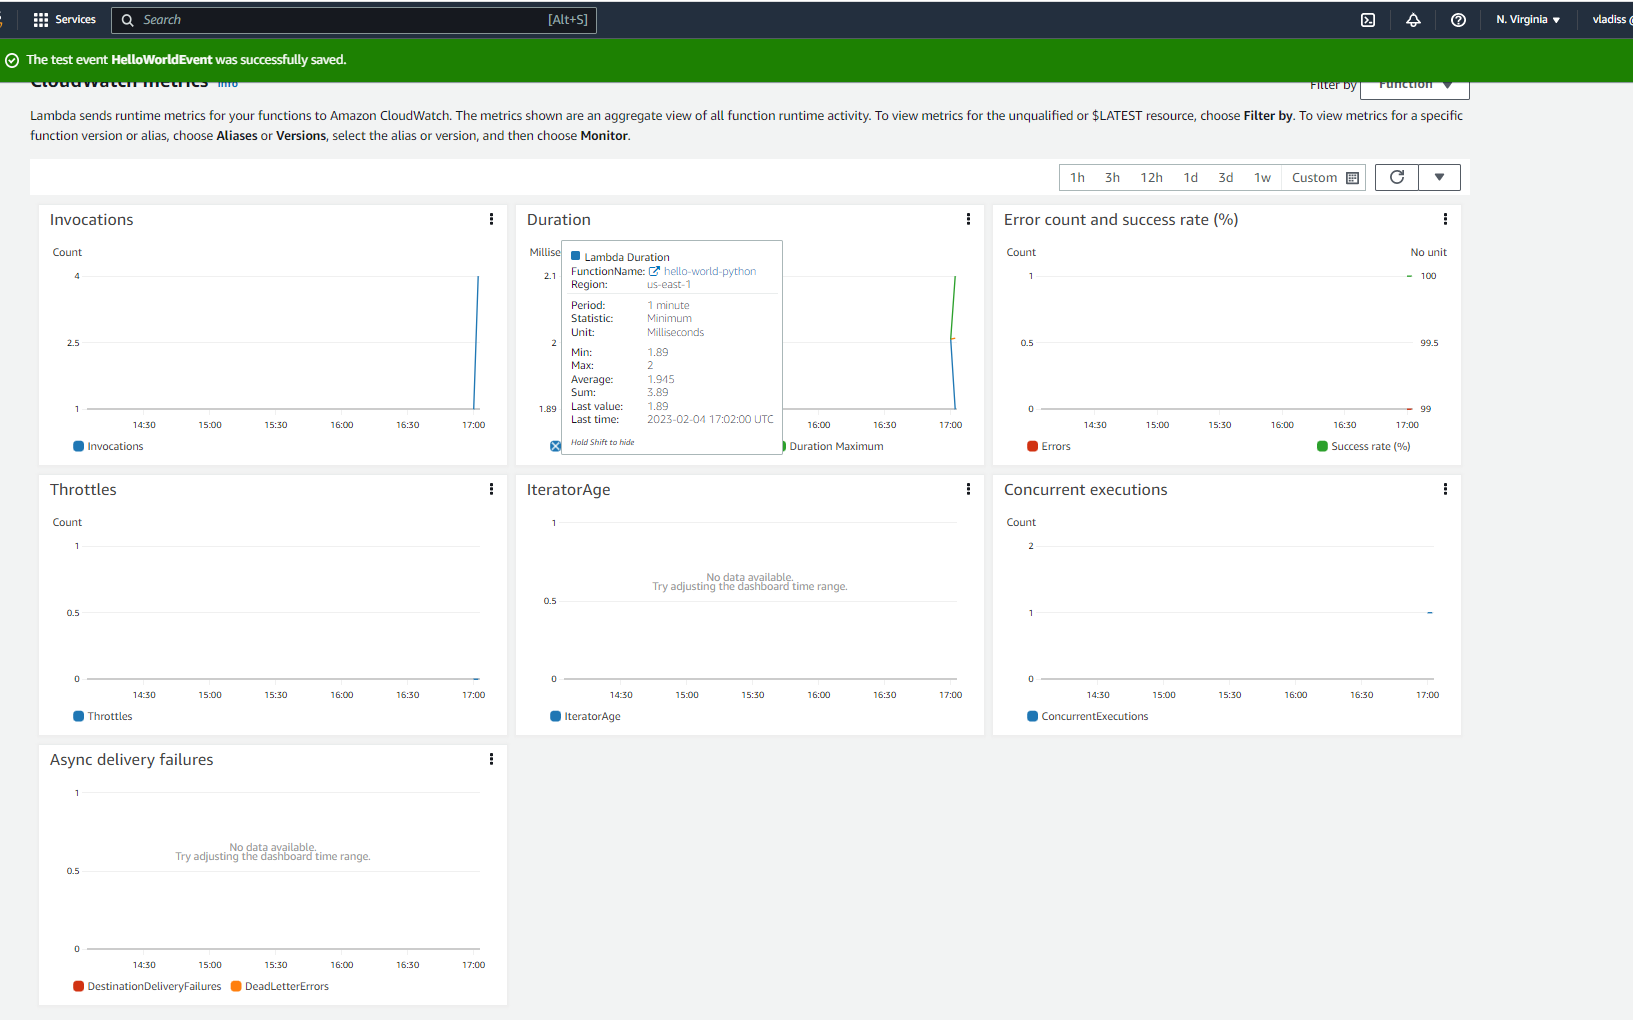 Services
Search
[Alt+S]
N. Virginia
vladiss @
The test event HelloWorldEvent was successfully saved.
CloudWatch metrics
Info
Filter by
Function
Lambda sends runtime metrics for your functions to Amazon CloudWatch. The metrics shown are an aggregate view of all function runtime activity. To view metrics for the unqualified or $LATEST resource, choose Filter by. To view metrics for a specific
function version or alias, choose Aliases or Versions, select the alias or version, and then choose Monitor.
1h 3h 12h 1d 3d 1w Custom
Invocations
Count
4
2.5
1
14:30 15:00 15:30 16:00 16:30 17:00
Invocations
Duration
Millise
2.1
2
1.89
Lambda Duration
FunctionName: hello-world-python
Region: us-east-1
Period: 1 minute
Statistic: Minimum
Unit: Milliseconds
Min: 1.89
Max: 2
Average: 1.945
Sum: 3.89
Last value: 1.89
Last time: 2023-02-04 17:02:00 UTC
Hold Shift to hide
16:00 16:30 17:00
Duration Maximum
Error count and success rate (%)
Count
No unit
1
100
0.5
99.5
0
99
14:30 15:00 15:30 16:00 16:30 17:00
Errors
Success rate (%)
Throttles
Count
1
0.5
0
14:30 15:00 15:30 16:00 16:30 17:00
Throttles
IteratorAge
1
No data available.
Try adjusting the dashboard time range.
0.5
0
14:30 15:00 15:30 16:00 16:30 17:00
IteratorAge
Concurrent executions
Count
2
1
0
14:30 15:00 15:30 16:00 16:30 17:00
ConcurrentExecutions
Async delivery failures
1
No data available.
Try adjusting the dashboard time range.
0.5
0
14:30 15:00 15:30 16:00 16:30 17:00
DestinationDeliveryFailures
DeadLetterErrors